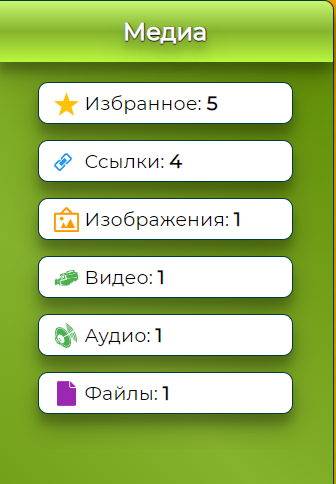 Медиа
Избранное: 5
Ссылки: 4
Изображения: 1
Видео: 1
Аудио: 1
Файлы: 1